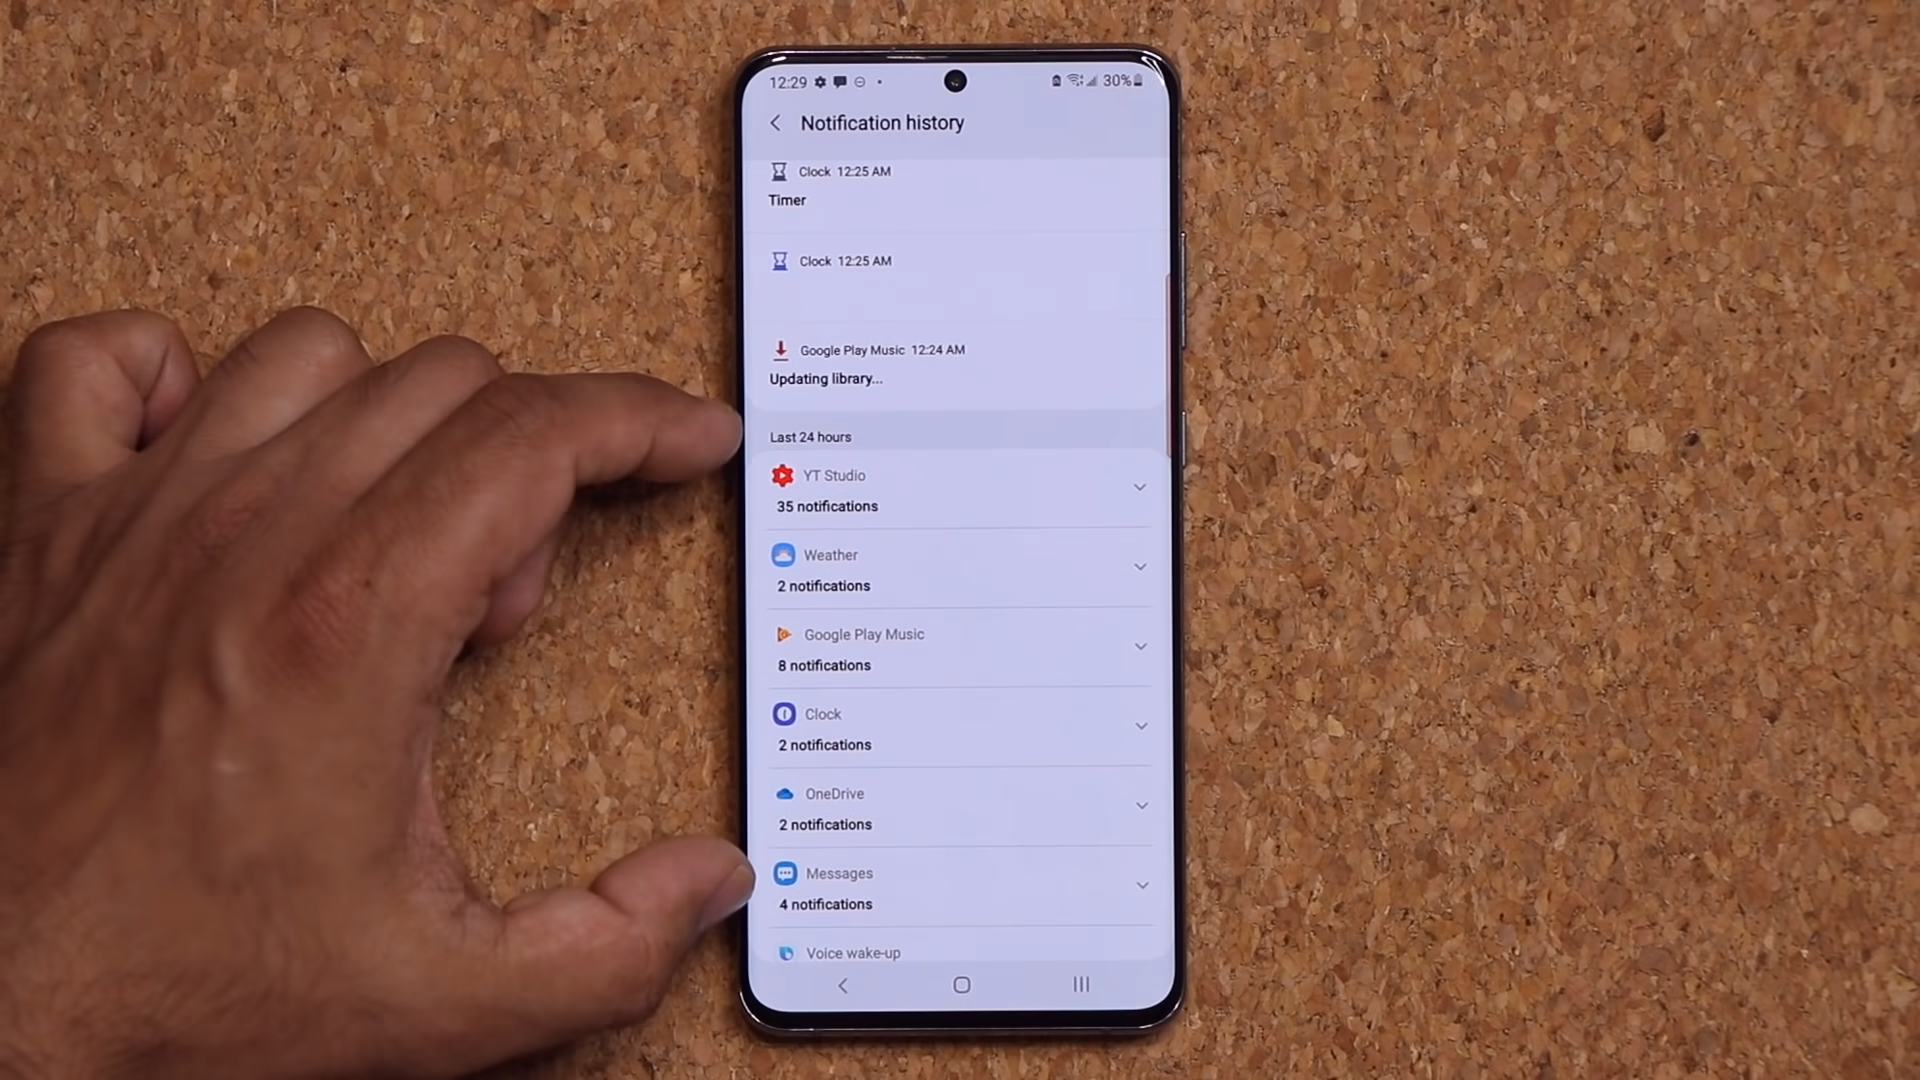 12:29 30%
Notification history
Clock 12:25 AM
Timer
Clock 12:25 AM
Google Play Music 12:24 AM
Updating library...
Last 24 hours
YT Studio
35 notifications
Weather
2 notifications
Google Play Music
8 notifications
Clock
2 notifications
OneDrive
2 notifications
Messages
4 notifications
Voice wake-up